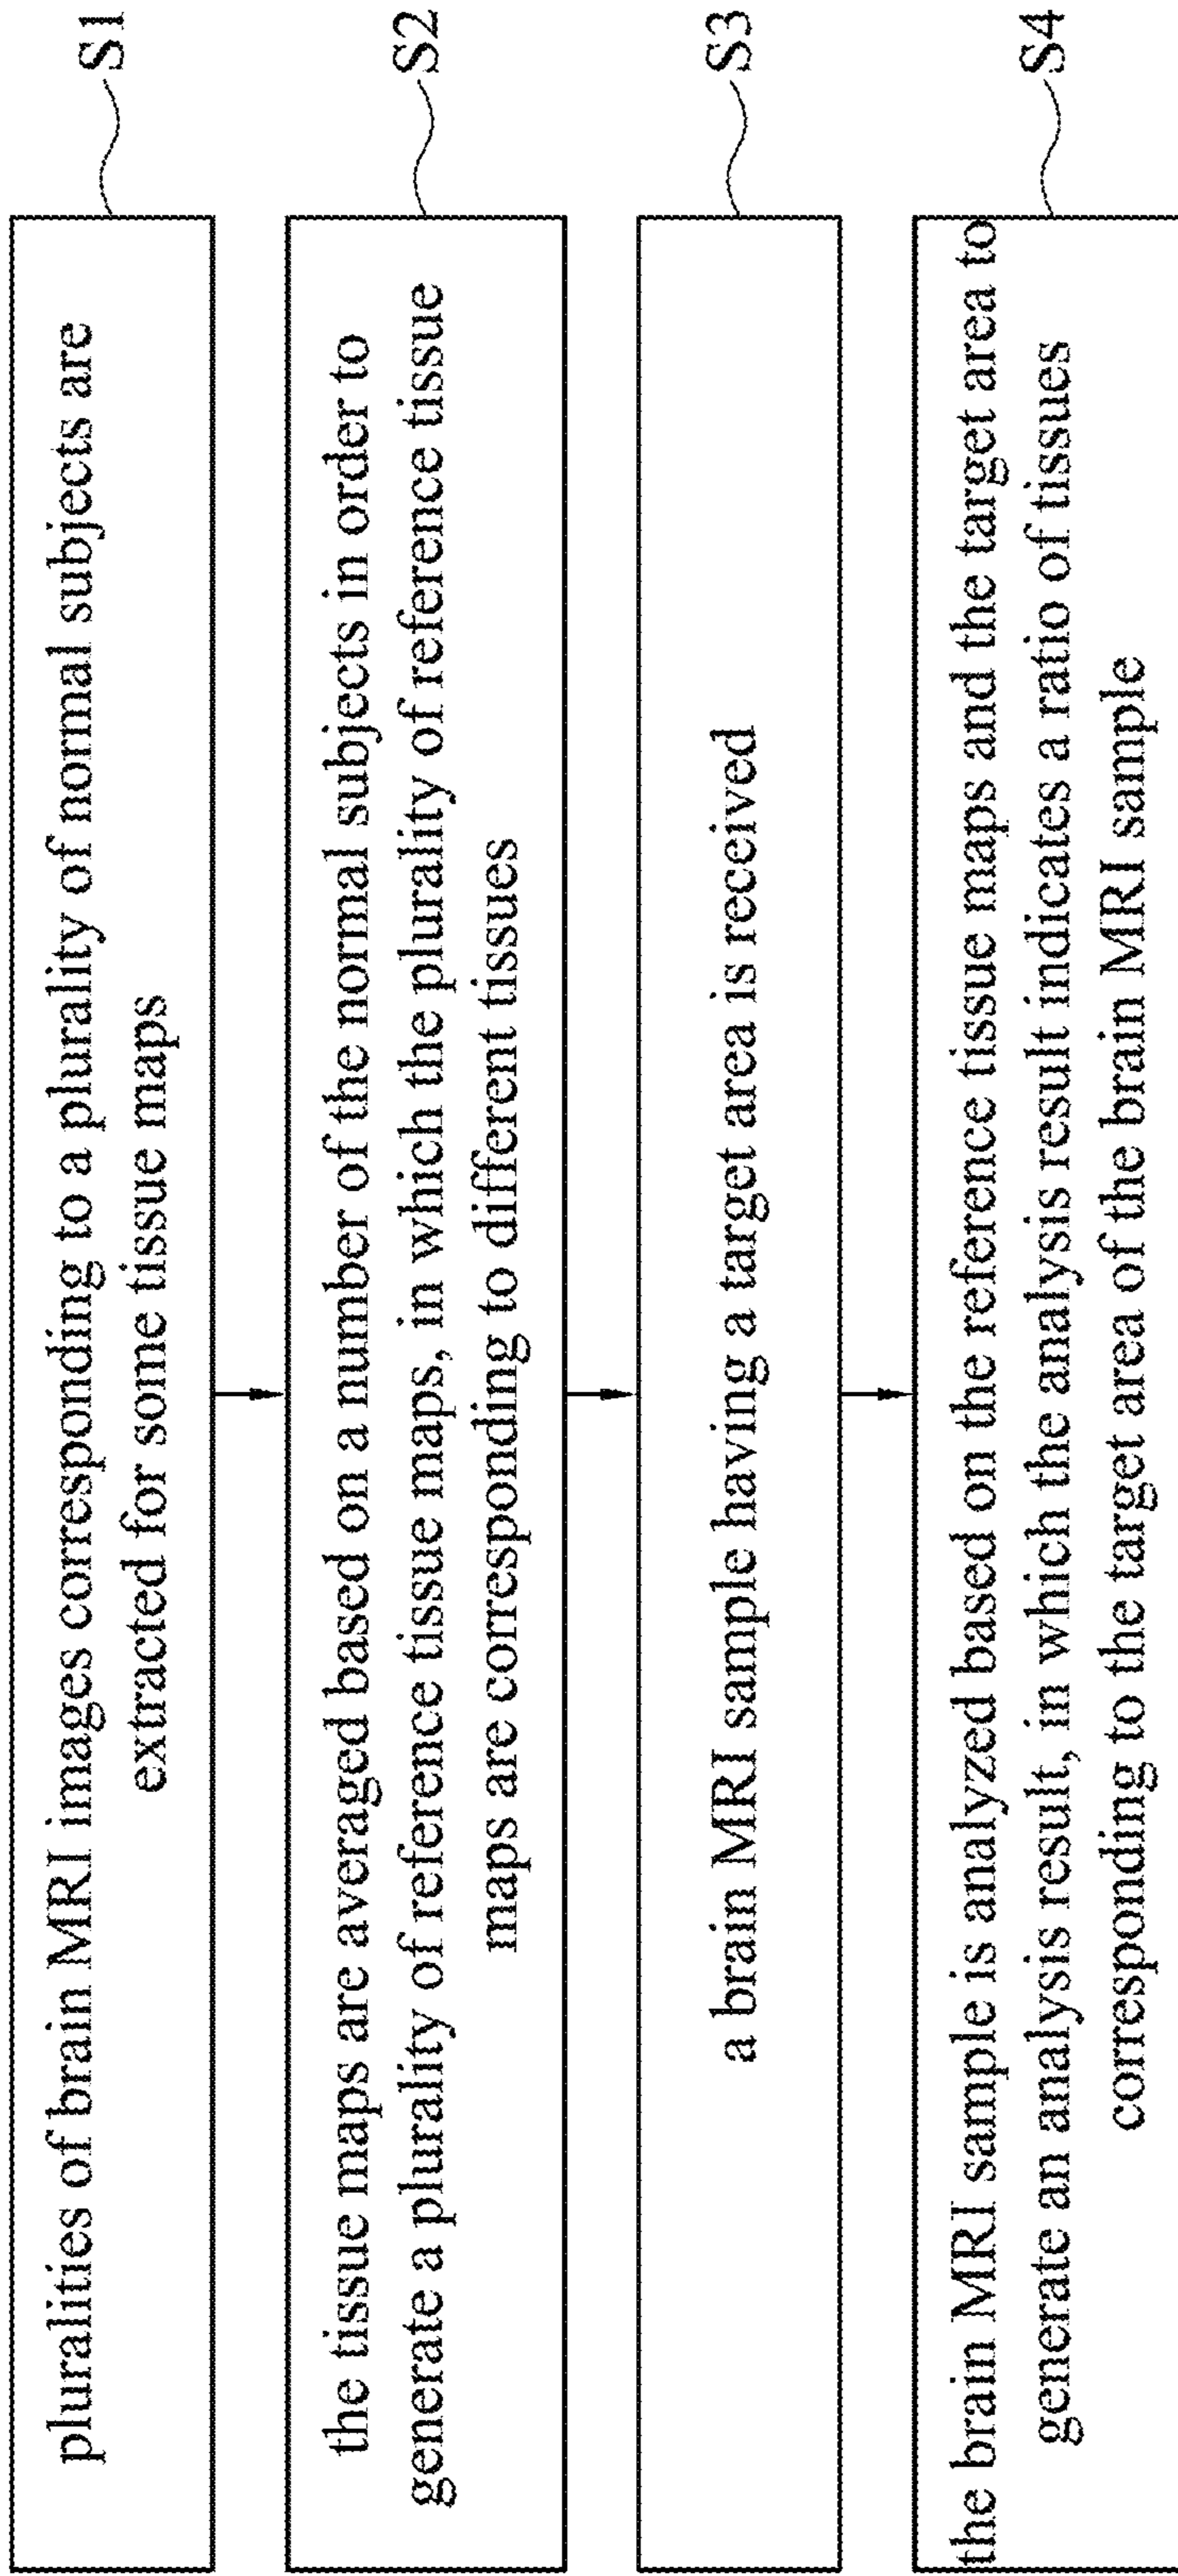 pluralities of brain MRI images corresponding to a plurality of normal subjects are
extracted for some tissue maps
S1
the tissue maps are averaged based on a number of the normal subjects in order to
generate a plurality of reference tissue maps, in which the plurality of reference tissue
maps are corresponding to different tissues
S2
a brain MRI sample having a target area is received
S3
the brain MRI sample is analyzed based on the reference tissue maps and the target area to
generate an analysis result, in which the analysis result indicates a ratio of tissues
corresponding to the target area of the brain MRI sample
S4